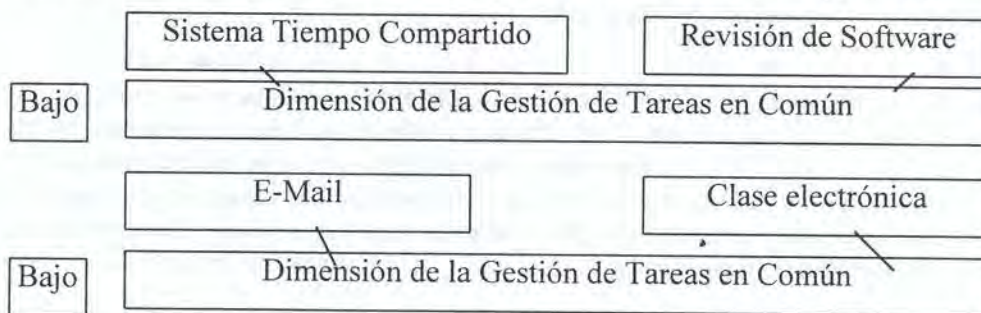 Sistema Tiempo Compartido Revisión de Software
Bajo Dimensión de la Gestión de Tareas en Común
E-Mail Clase electrónica
Bajo Dimensión de la Gestión de Tareas en Común